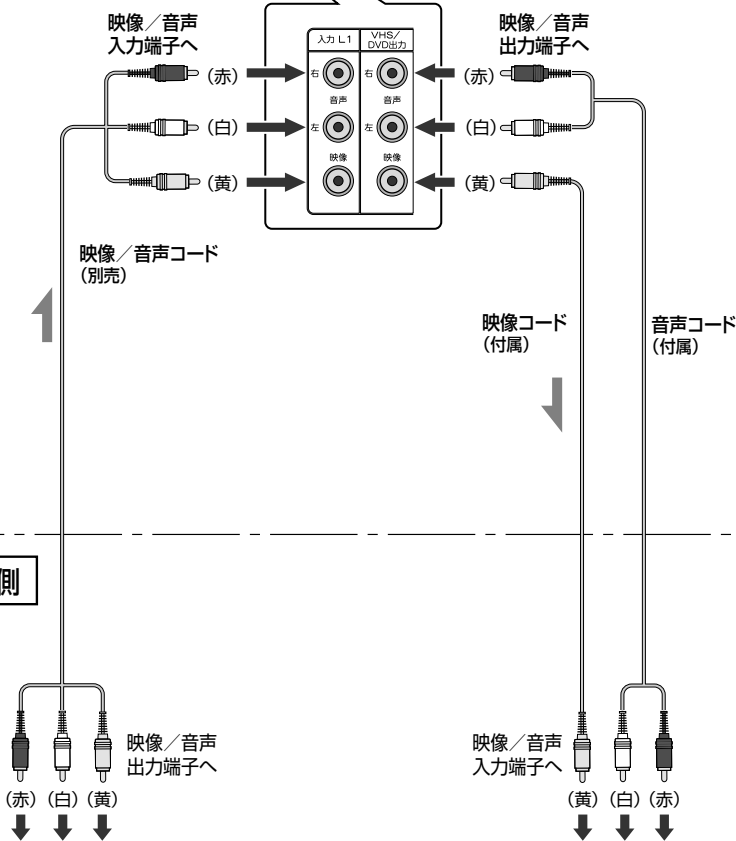 映像／音声
入力端子へ
（赤）
（白）
（黄）
入力 L1
VHS/
DVD出力
右
右
音声
音声
左
左
映像
映像
映像／音声
出力端子へ
（赤）
（白）
（黄）
映像／音声コード
（別売）
映像コード
（付属）
音声コード
（付属）
側
映像／音声
出力端子へ
（赤）（白）（黄）
映像／音声
入力端子へ
（黄）（白）（赤）